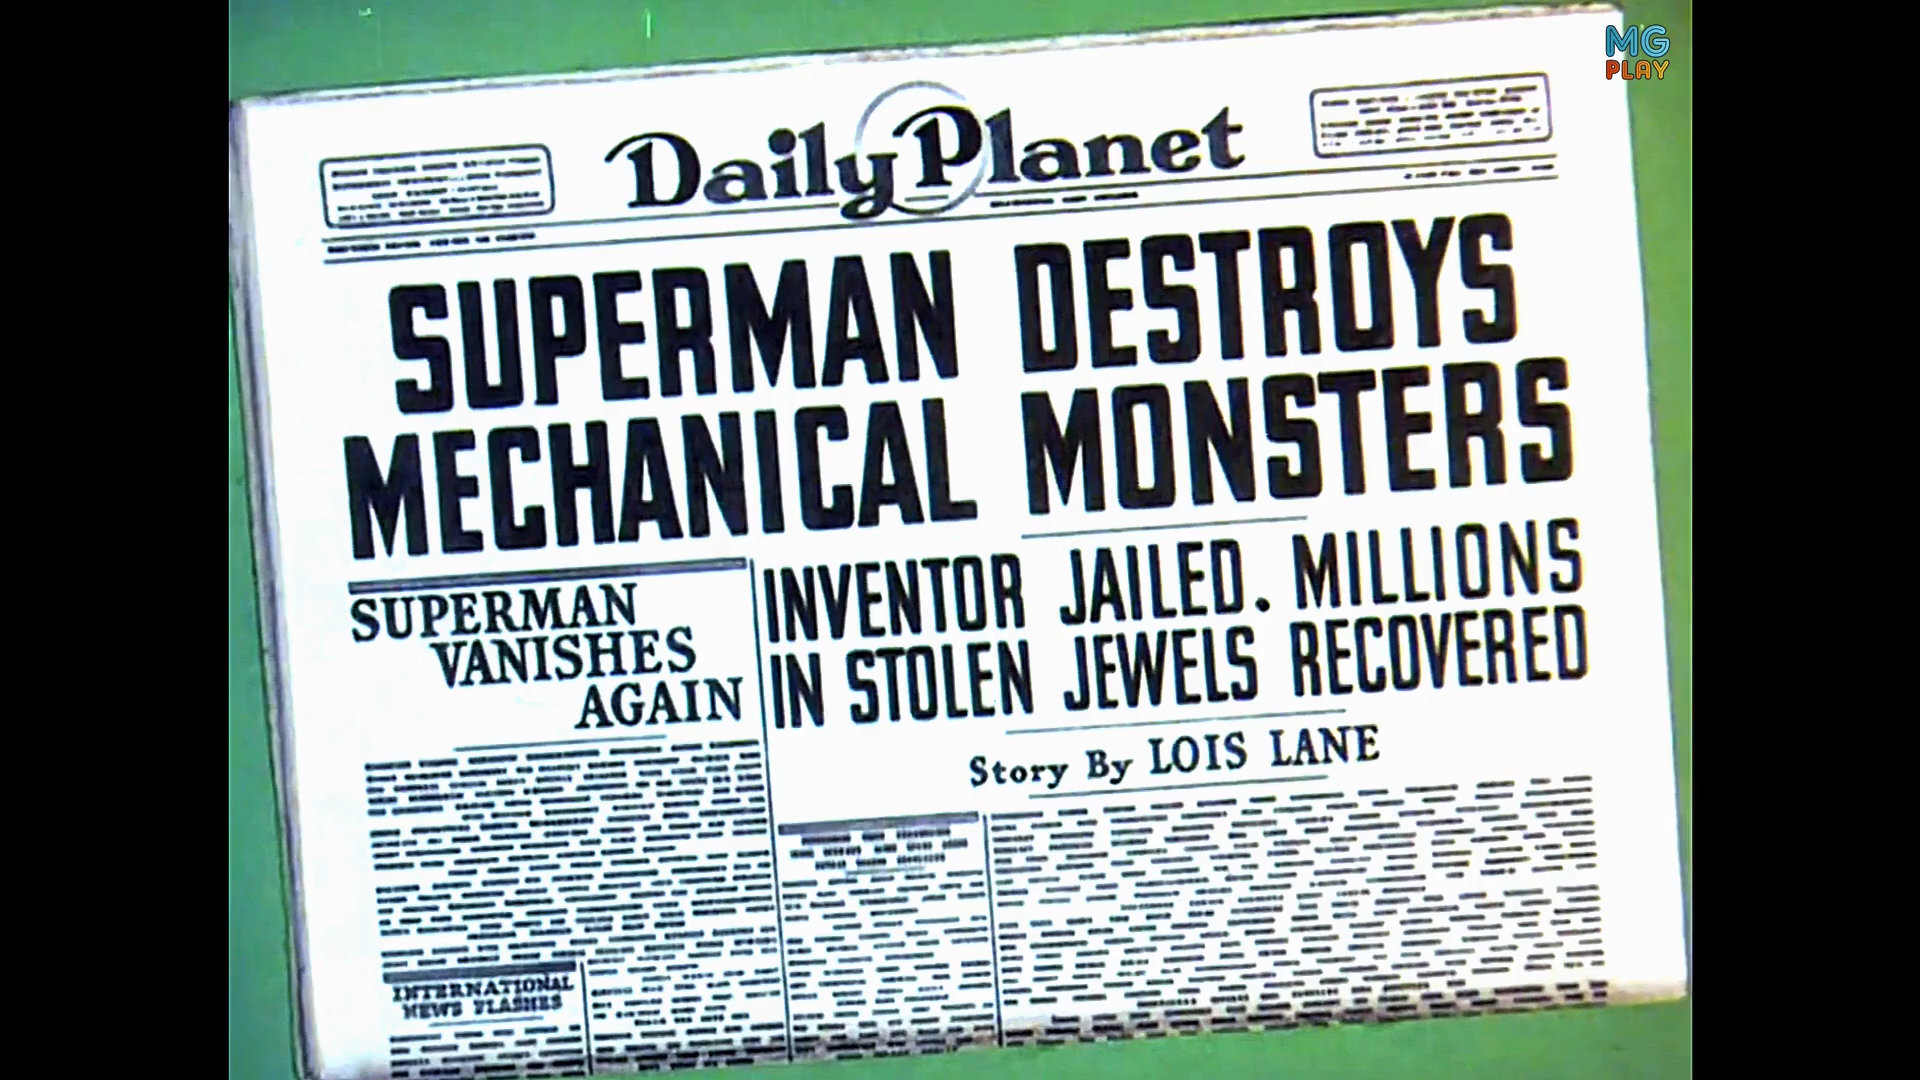 MG
PLAY
Daily Planet
SUPERMAN DESTROYS
MECHANICAL MONSTERS
SUPERMAN
VANISHES
AGAIN
INVENTOR JAILED. MILLIONS
IN STOLEN JEWELS RECOVERED
Story By LOIS LANE
INTERNATIONAL
NEWS FLASHES